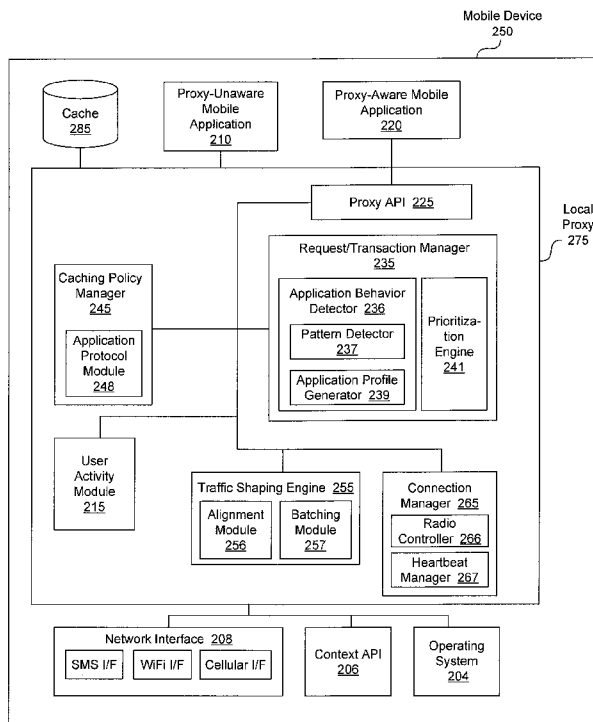 Mobile Device
250
Cache
285
Proxy-Unaware
Mobile
Application
210
Proxy-Aware Mobile
Application
220
Proxy API 225
Local
Proxy
275
Request/Transaction Manager
235
Caching Policy
Manager
245
Application
Protocol
Module
248
Application Behavior
Detector 236
Pattern Detector
237
Application Profile
Generator 239
Prioritiza-
tion
Engine
241
User
Activity
Module
215
Traffic Shaping Engine 255
Alignment
Module
256
Batching
Module
257
Connection
Manager 265
Radio
Controller 266
Heartbeat
Manager 267
Network Interface 208
SMS I/F
WiFi I/F
Cellular I/F
Context API
206
Operating
System
204